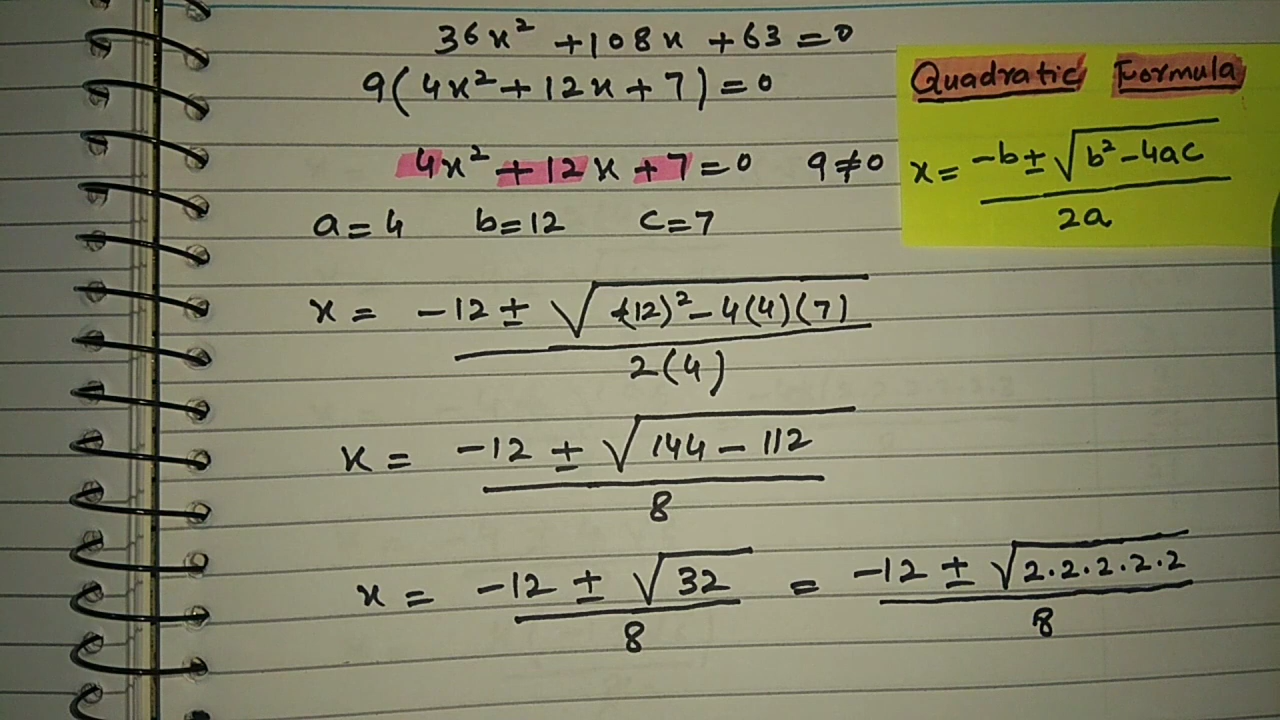 36x² + 108x + 63 = 0
9(4x² + 12x + 7) = 0
4x² + 12x + 7 = 0 9 ≠ 0
a = 4 b = 12 c = 7
x = -12 ± √(12)² - 4(4)(7)
2(4)
x = -12 ± √144 - 112
8
x = -12 ± √32 = -12 ± √2·2·2·2·2
8 8
Quadratic Formula
x = -b ± √b² - 4ac
2a